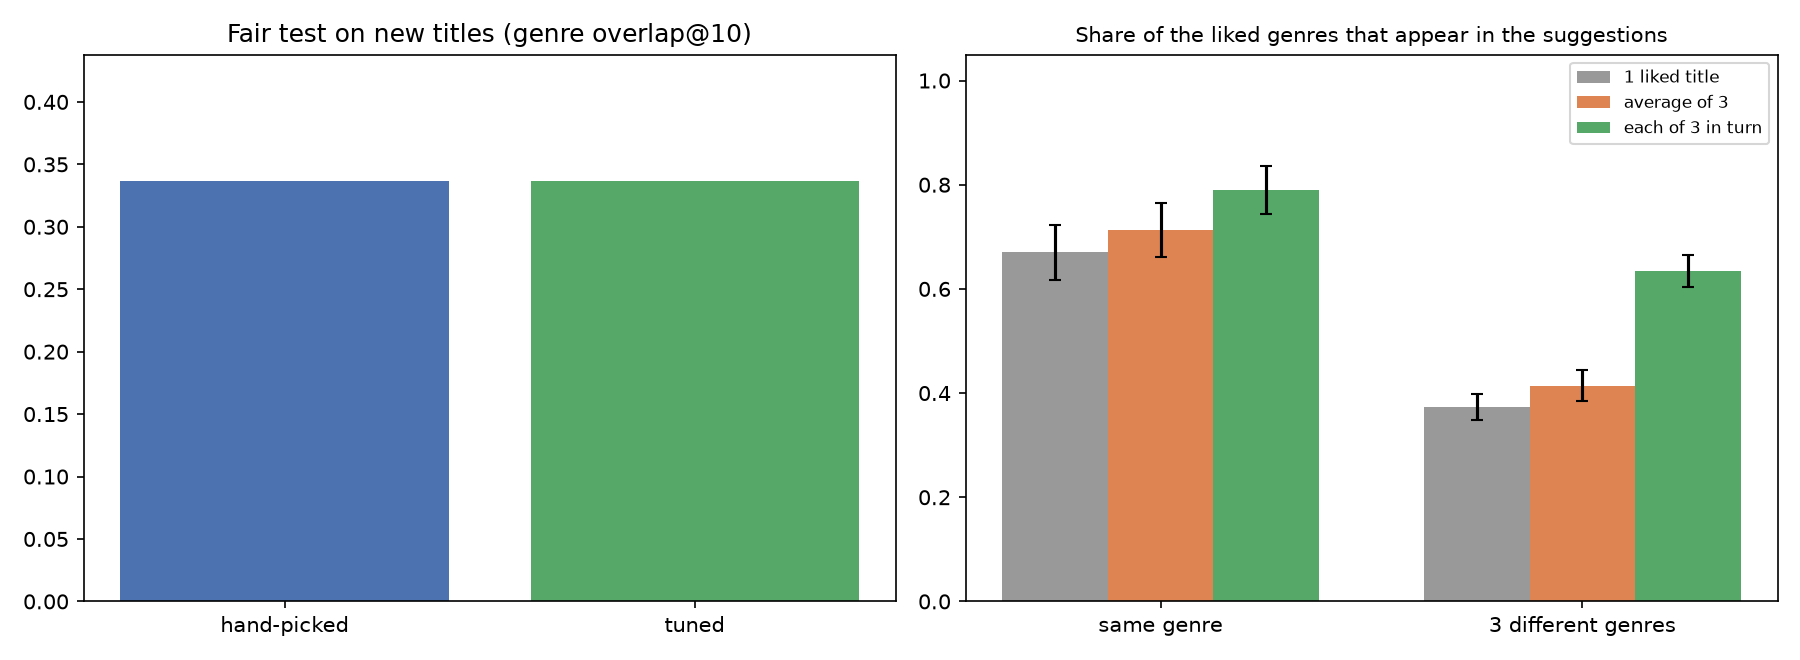 Fair test on new titles (genre overlap@10)
0.40
0.35
0.30
0.25
0.20
0.15
0.10
0.05
0.00
hand-picked
tuned
Share of the liked genres that appear in the suggestions
1.0
0.8
0.6
0.4
0.2
0.0
1 liked title
average of 3
each of 3 in turn
same genre
3 different genres